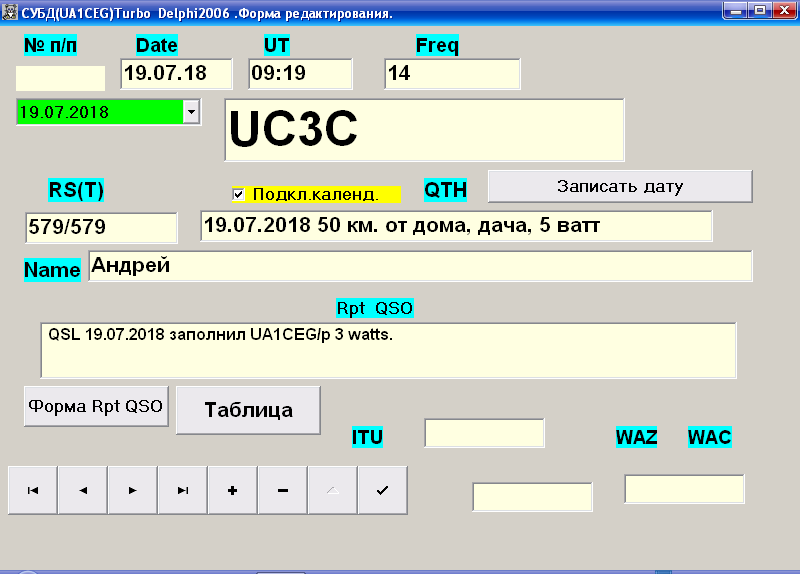 СУБД(UA1CEG)Turbo Delphi2006 .Форма редактирования.
№ п/п Date UT Freq
19.07.18 09:19 14
19.07.2018
UC3C
RS(T) Подкл.календ. QTH Записать дату
579/579 19.07.2018 50 км. от дома, дача, 5 ватт
Name Андрей
Rpt QSO
QSL 19.07.2018 заполнил UA1CEG/p 3 watts.
Форма Rpt QSO Таблица
ITU WAZ WAC